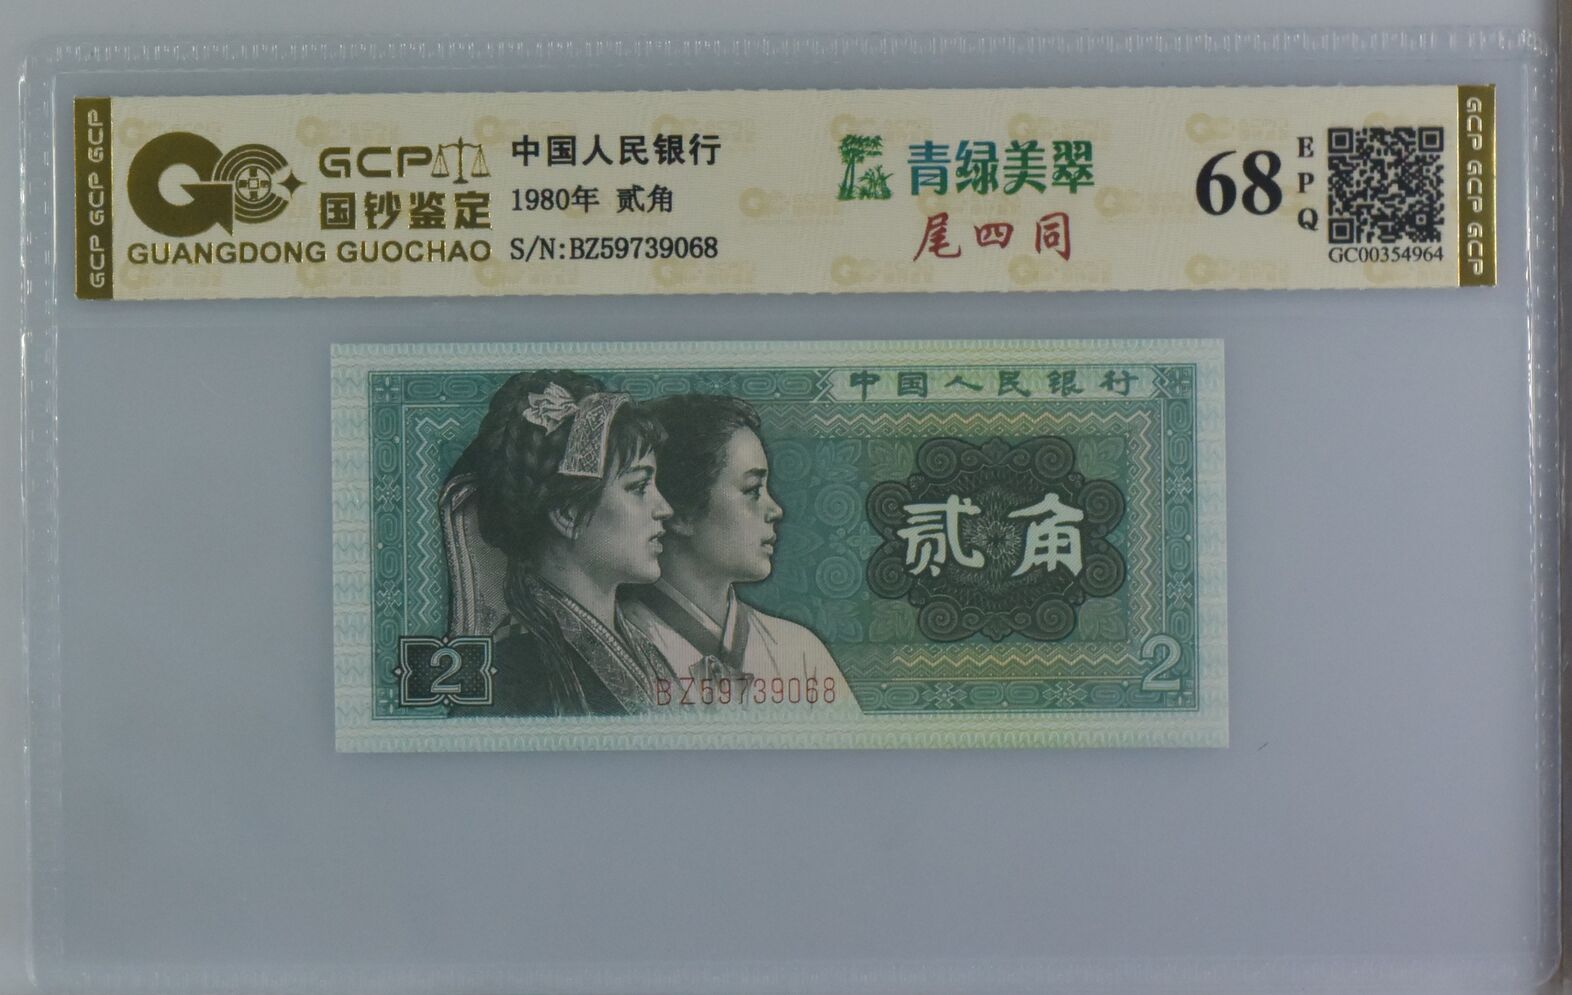 GCP GCP GCP
GCP
国钞鉴定
GUANGDONG GUOCHAO
中国人民银行
1980年 贰角
S/N:BZ59739068
青绿美翠
尾四同
68
EPQ
GC00354964
GCP GCP GCP
中国人民银行
贰角
2
2
BZ59739068